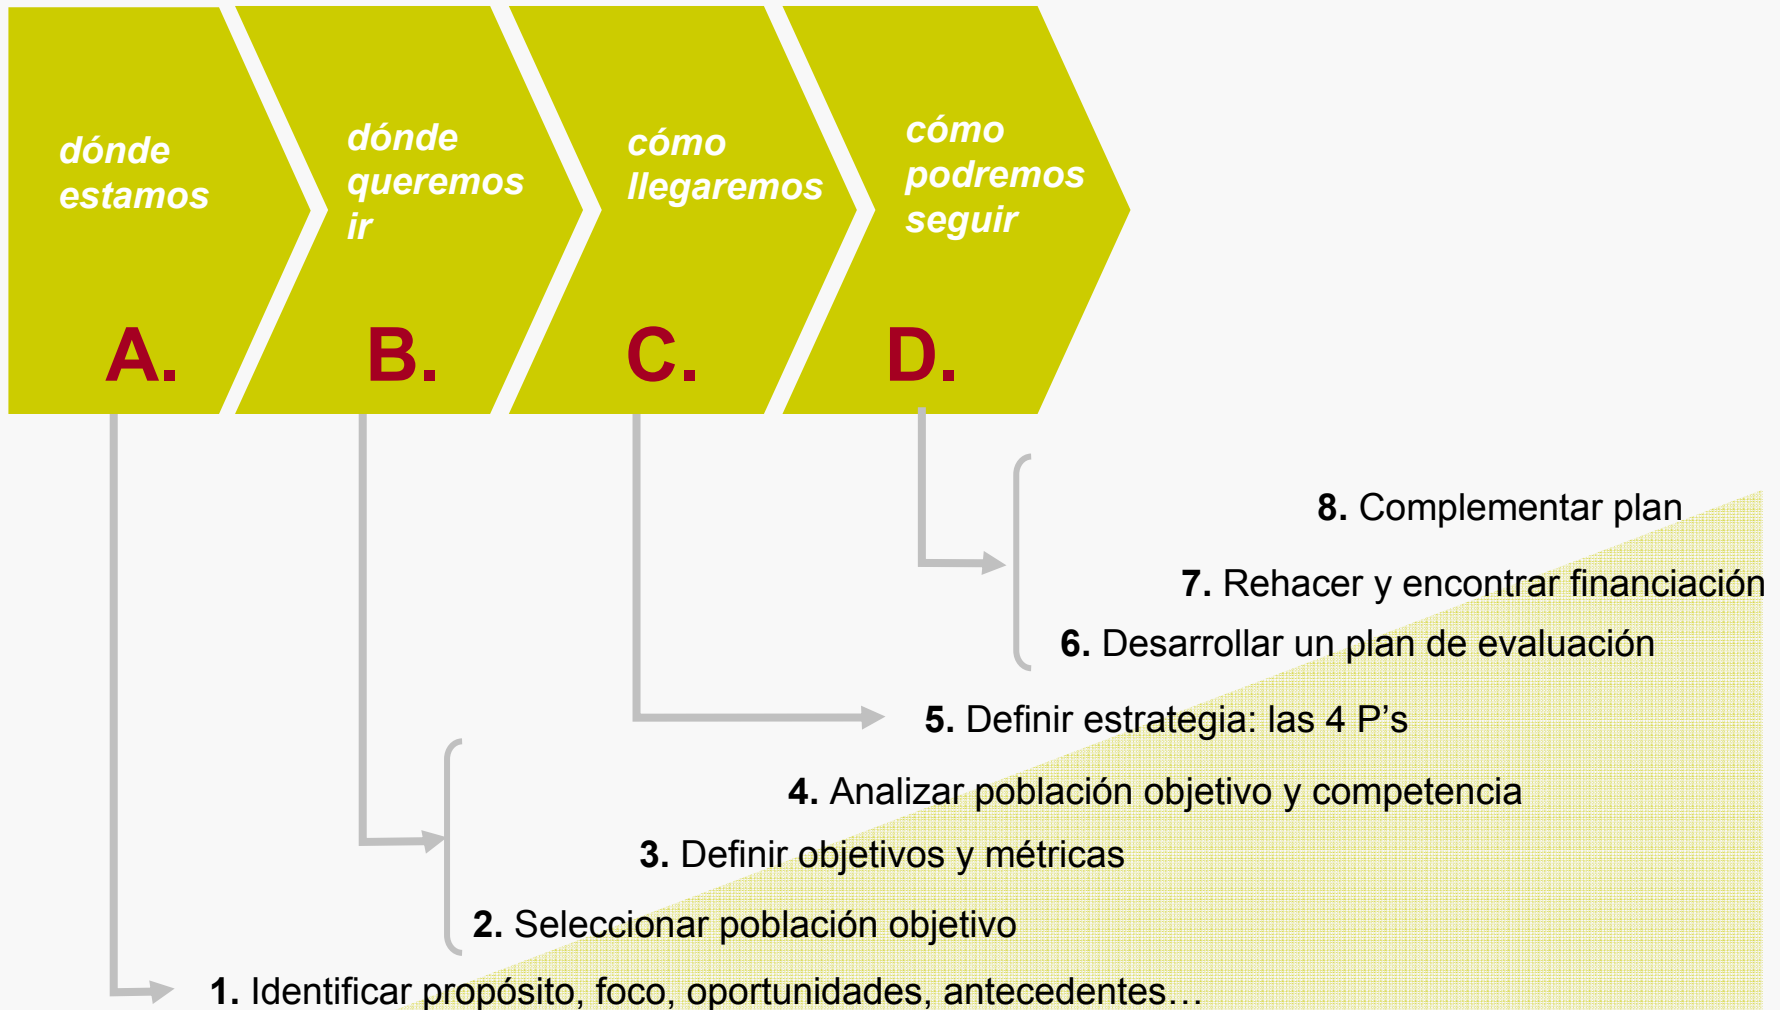 dónde
estamos
A.
dónde
queremos
ir
B.
cómo
llegaremos
C.
cómo
podremos
seguir
D.
8. Complementar plan
7. Rehacer y encontrar financiación
6. Desarrollar un plan de evaluación
5. Definir estrategia: las 4 P’s
4. Analizar población objetivo y competencia
3. Definir objetivos y métricas
2. Seleccionar población objetivo
1. Identificar propósito, foco, oportunidades, antecedentes…